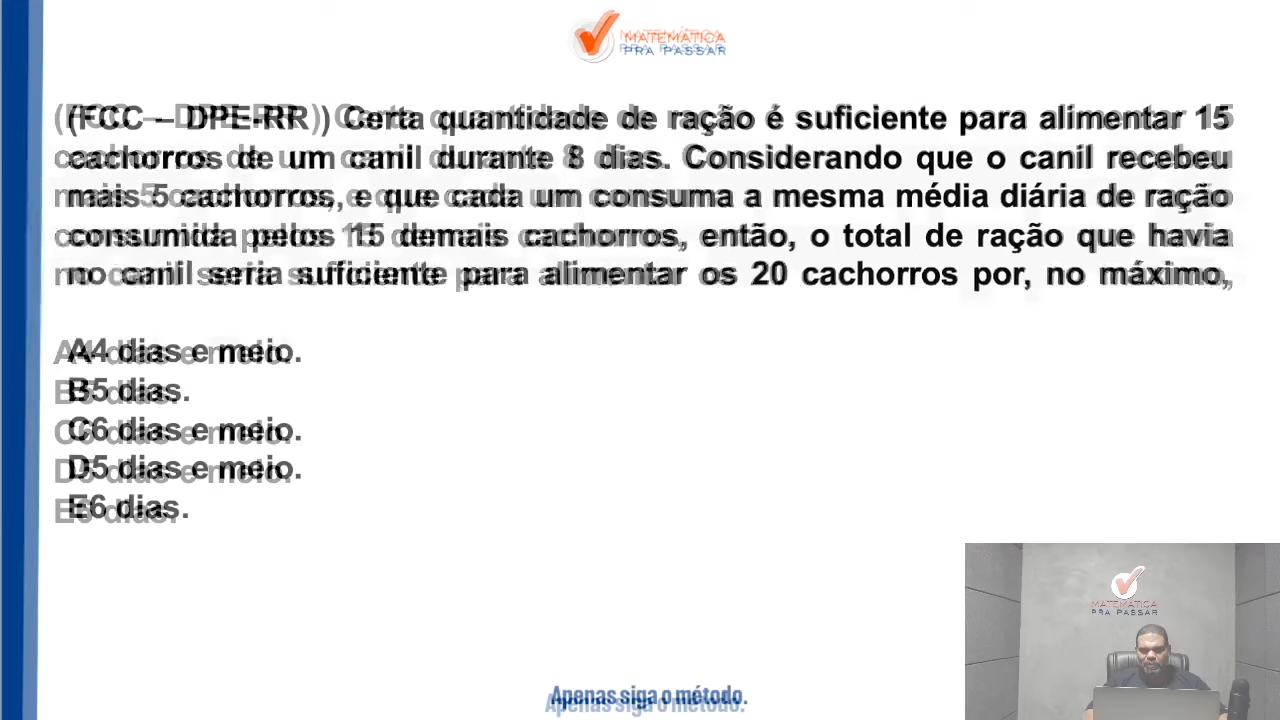 MATEMÁTICA
PRA PASSAR
(FCC – DPE-RR) Certa quantidade de ração é suficiente para alimentar 15
cachorros de um canil durante 8 dias. Considerando que o canil recebeu
mais 5 cachorros, e que cada um consuma a mesma média diária de ração
consumida pelos 15 demais cachorros, então, o total de ração que havia
no canil seria suficiente para alimentar os 20 cachorros por, no máximo,
A4 dias e meio.
B5 dias.
C6 dias e meio.
D5 dias e meio.
E6 dias.
MATEMÁTICA
PRA PASSAR
Apenas siga o método.